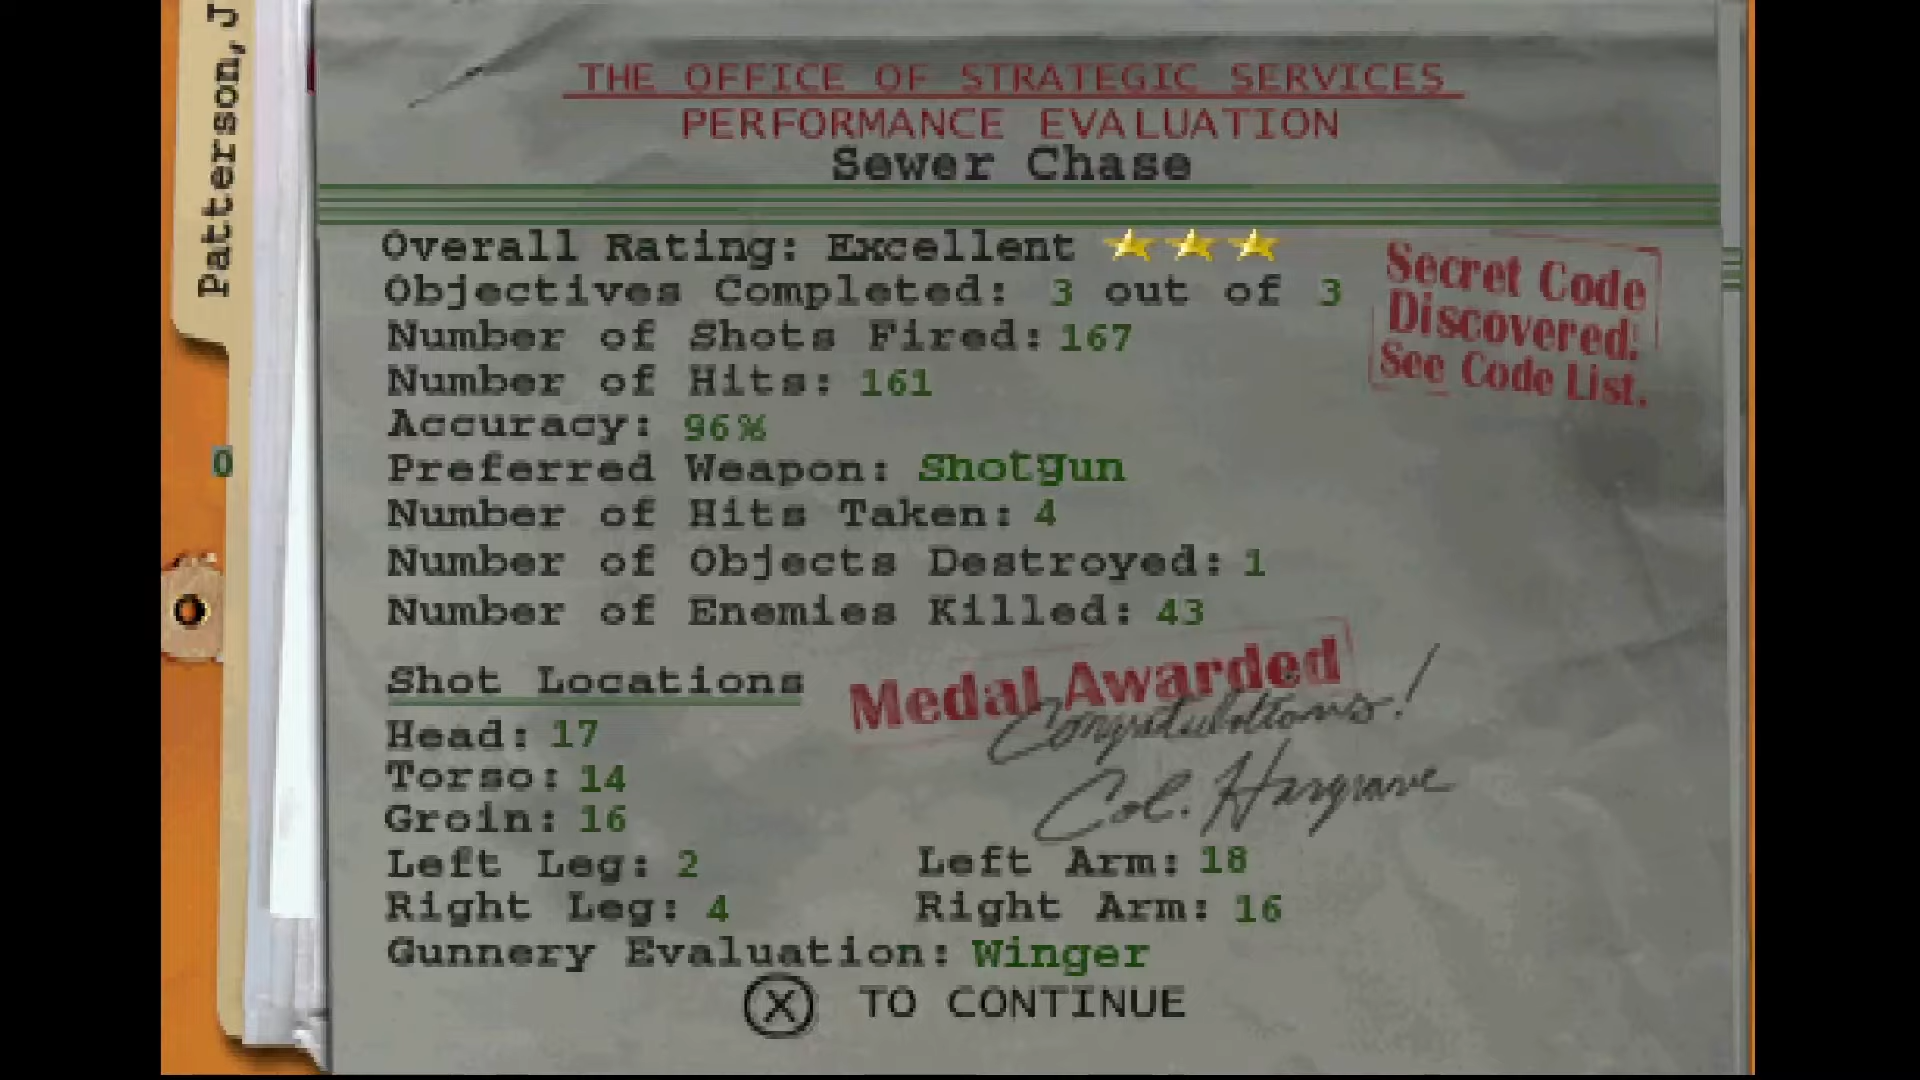 Patterson, J
THE OFFICE OF STRATEGIC SERVICES
PERFORMANCE EVALUATION
Sewer Chase
Overall Rating: Excellent
Objectives Completed: 3 out of 3
Secret Code
Discovered!
See Code List.
Number of Shots Fired: 167
Number of Hits: 161
Accuracy: 96%
Preferred Weapon: Shotgun
Number of Hits Taken: 4
Number of Objects Destroyed: 1
Number of Enemies Killed: 43
Medal Awarded
Congratulations!
Col. Hargrave
Shot Locations
Head: 17
Torso: 14
Groin: 16
Left Leg: 2 Left Arm: 18
Right Leg: 4 Right Arm: 16
Gunnery Evaluation: Winger
X TO CONTINUE
0